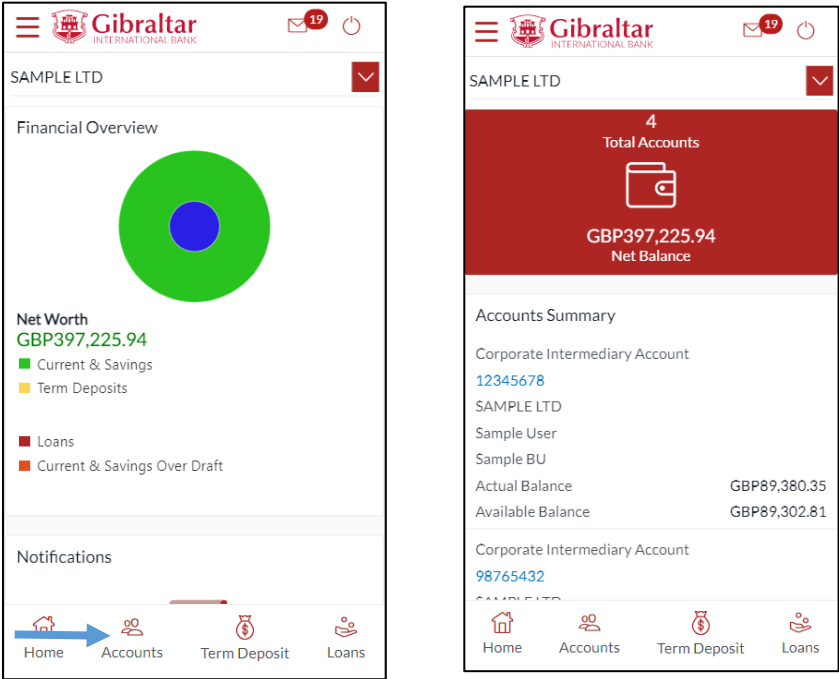 Gibraltar
INTERNATIONAL BANK
19
SAMPLE LTD
Financial Overview
Net Worth
GBP397,225.94
Current & Savings
Term Deposits
Loans
Current & Savings Over Draft
Notifications
Home
Accounts
Term Deposit
Loans
Gibraltar
INTERNATIONAL BANK
19
SAMPLE LTD
4
Total Accounts
GBP397,225.94
Net Balance
Accounts Summary
Corporate Intermediary Account
12345678
SAMPLE LTD
Sample User
Sample BU
Actual Balance GBP89,380.35
Available Balance GBP89,302.81
Corporate Intermediary Account
98765432
SAMPLE LTD
Home
Accounts
Term Deposit
Loans